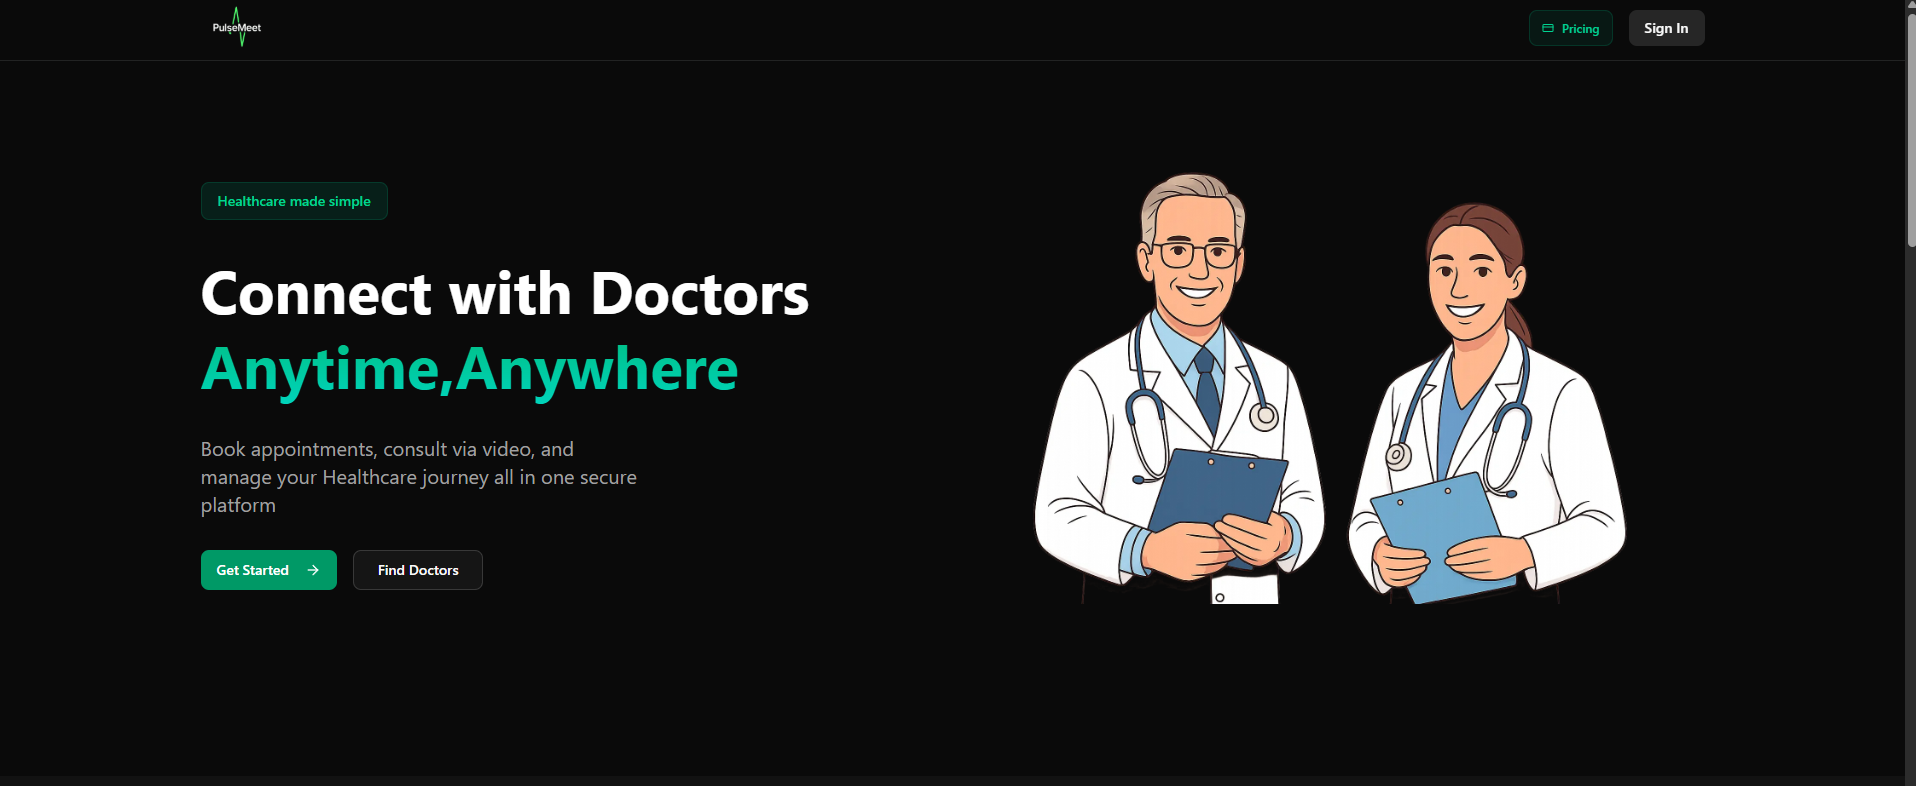 PulseMeet
Pricing
Sign In
Healthcare made simple
Connect with Doctors
Anytime,Anywhere
Book appointments, consult via video, and
manage your Healthcare journey all in one secure
platform
Get Started
Find Doctors